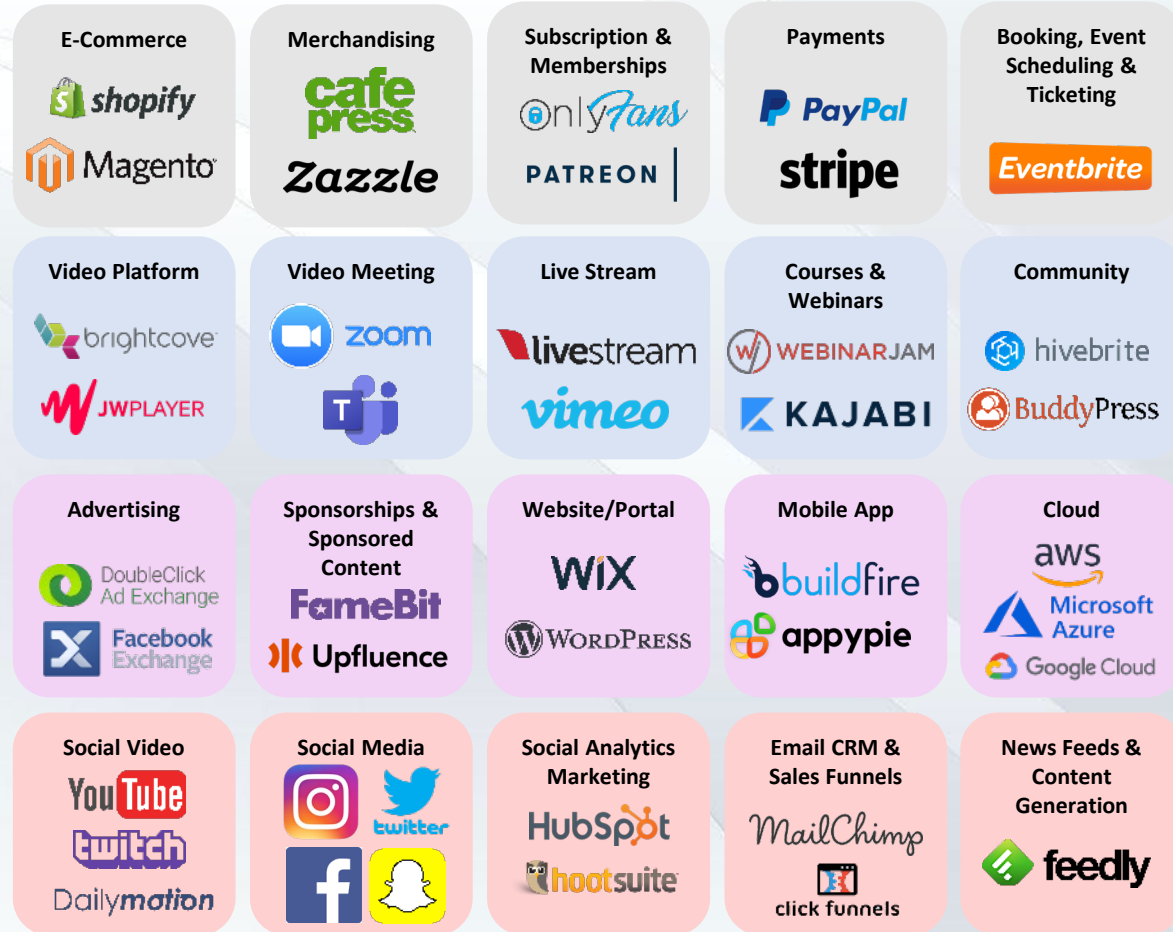 E-Commerce
shopify
Magento
Merchandising
cafe
press
Zazzle
Subscription &
Memberships
OnlyFans
PATREON
Payments
PayPal
stripe
Booking, Event
Scheduling &
Ticketing
Eventbrite
Video Platform
brightcove
JWPLAYER
Video Meeting
zoom
T
Live Stream
livestream
vimeo
Courses &
Webinars
W WEBINARJAM
KAJABI
Community
hivebrite
BuddyPress
Advertising
DoubleClick
Ad Exchange
Facebook
Exchange
Sponsorships &
Sponsored
Content
FameBit
Upfluence
Website/Portal
WiX
WORDPRESS
Mobile App
buildfire
appypie
Cloud
aws
Microsoft
Azure
Google Cloud
Social Video
YouTube
twitch
Dailymotion
Social Media
twitter
f
Social Analytics
Marketing
HubSpot
hootsuite
Email CRM &
Sales Funnels
MailChimp
click funnels
News Feeds &
Content
Generation
feedly